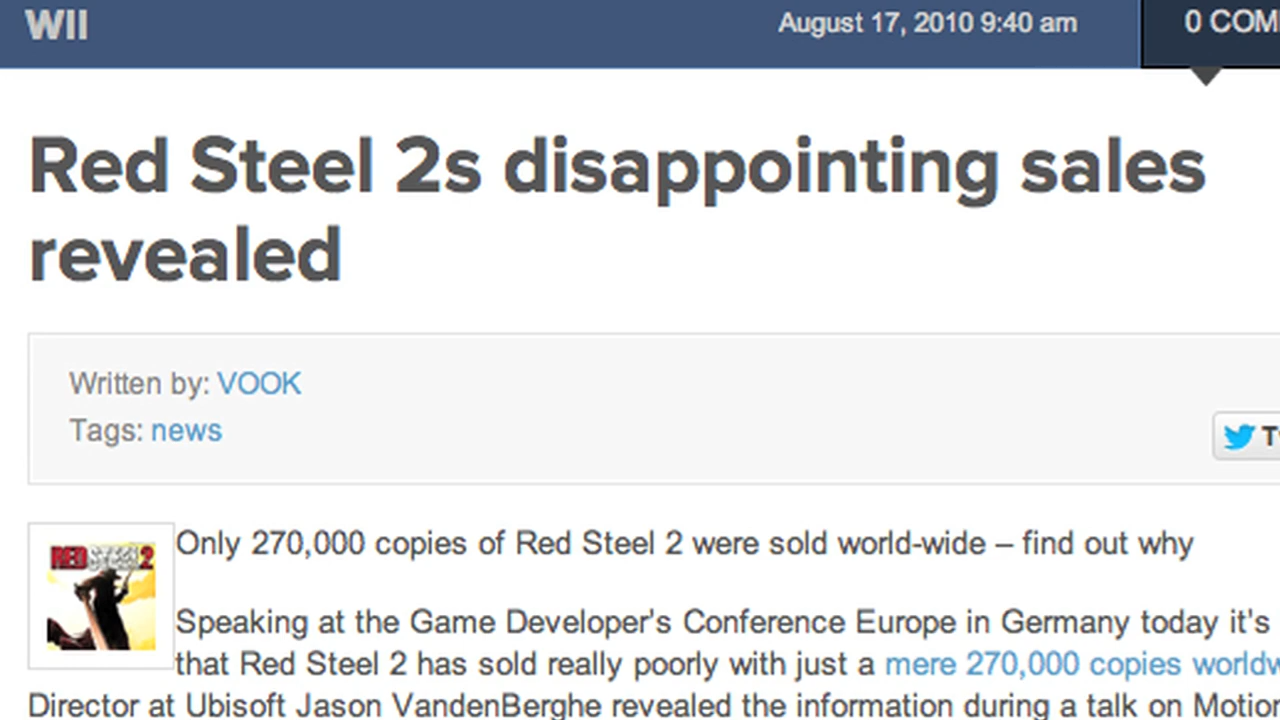 WII
August 17, 2010 9:40 am
0 COM
Red Steel 2s disappointing sales
revealed
Written by: VOOK
Tags: news
RED STEEL 2
Only 270,000 copies of Red Steel 2 were sold world-wide – find out why
Speaking at the Game Developer's Conference Europe in Germany today it's
that Red Steel 2 has sold really poorly with just a mere 270,000 copies worldw
Director at Ubisoft Jason VandenBerghe revealed the information during a talk on Motion